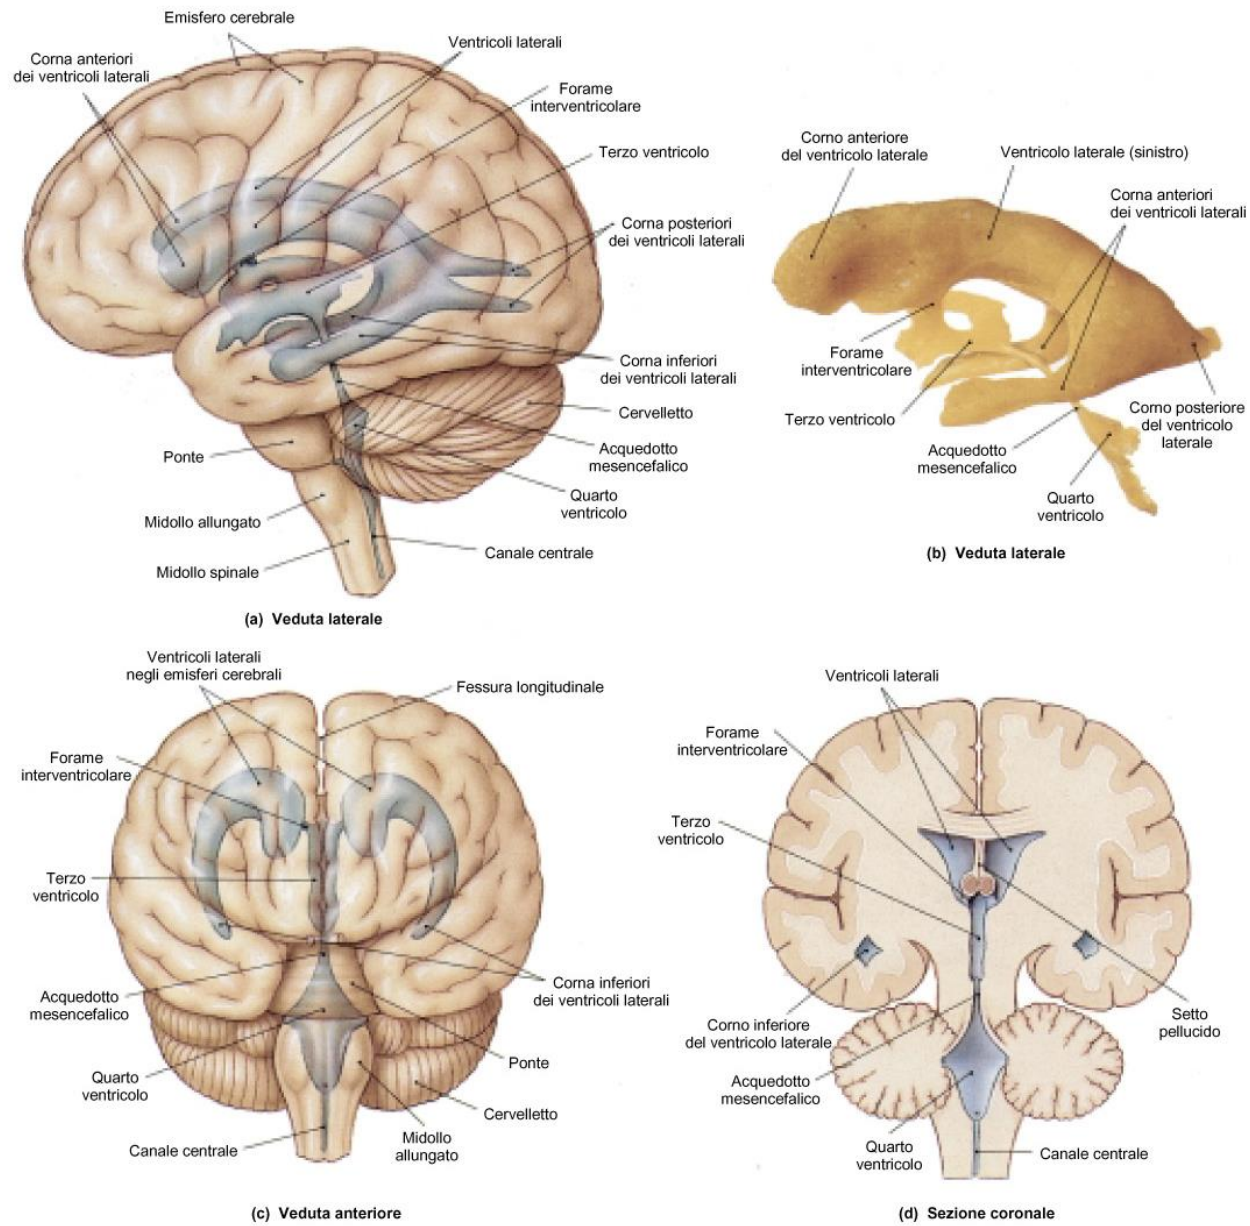 Emisfero cerebrale
Corna anteriori
dei ventricoli laterali
Ventricoli laterali
Forame
interventricolare
Terzo ventricolo
Corna posteriori
dei ventricoli laterali
Corna inferiori
dei ventricoli laterali
Cervelletto
Ponte
Acquedotto
mesencefalico
Quarto
ventricolo
Midollo allungato
Canale centrale
Midollo spinale
(a) Veduta laterale
Corno anteriore
del ventricolo laterale
Ventricolo laterale (sinistro)
Corna anteriori
dei ventricoli laterali
Forame
interventricolare
Terzo ventricolo
Acquedotto
mesencefalico
Corno posteriore
del ventricolo
laterale
Quarto
ventricolo
(b) Veduta laterale
Ventricoli laterali
negli emisferi cerebrali
Fessura longitudinale
Forame
interventricolare
Terzo
ventricolo
Corna inferiori
dei ventricoli laterali
Acquedotto
mesencefalico
Ponte
Quarto
ventricolo
Cervelletto
Canale centrale
Midollo
allungato
(c) Veduta anteriore
Ventricoli laterali
Forame
interventricolare
Terzo
ventricolo
Setto
pellucido
Corno inferiore
del ventricolo laterale
Acquedotto
mesencefalico
Quarto
ventricolo
Canale centrale
(d) Sezione coronale